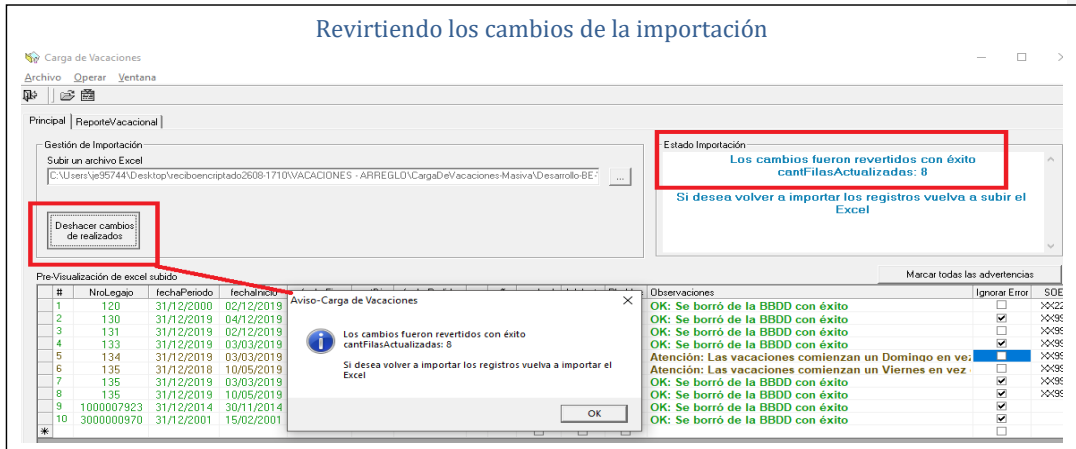 Revirtiendo los cambios de la importación
Carga de Vacaciones
Archivo Operar Ventana
Principal ReporteVacacional
Gestión de Importación
Subir un archivo Excel
C:\Users\je95744\Desktop\reciboencriptado2608-1710\VACACIONES - ARREGLO\CargaDeVacaciones-Masiva\Desarrollo-BE-
...
Deshacer cambios
de realizados
Estado Importación
Los cambios fueron revertidos con éxito
cantFilasActualizadas: 8
Si desea volver a importar los registros vuelva a subir el
Excel
Marcar todas las advertencias
Pre-Visualización de excel subido
# NroLegajo fechaPeriodo fechaInicio Observaciones Ignorar Error SOE
1 120 31/12/2000 02/12/2019 OK: Se borró de la BBDD con éxito XX22
2 130 31/12/2019 04/12/2019 OK: Se borró de la BBDD con éxito XX99
3 131 31/12/2019 02/12/2019 OK: Se borró de la BBDD con éxito XX99
4 133 31/12/2019 03/03/2019 OK: Se borró de la BBDD con éxito XX99
5 134 31/12/2019 03/03/2019 Atención: Las vacaciones comienzan un Domingo en vez XX99
6 135 31/12/2018 10/05/2019 Atención: Las vacaciones comienzan un Viernes en vez XX99
7 135 31/12/2019 03/03/2019 OK: Se borró de la BBDD con éxito XX99
8 135 31/12/2019 10/05/2019 OK: Se borró de la BBDD con éxito XX99
9 1000007923 31/12/2014 30/11/2014 OK: Se borró de la BBDD con éxito
10 3000000970 31/12/2001 15/02/2001 OK: Se borró de la BBDD con éxito
Aviso-Carga de Vacaciones
Los cambios fueron revertidos con éxito
cantFilasActualizadas: 8
Si desea volver a importar los registros vuelva a importar el
Excel
OK